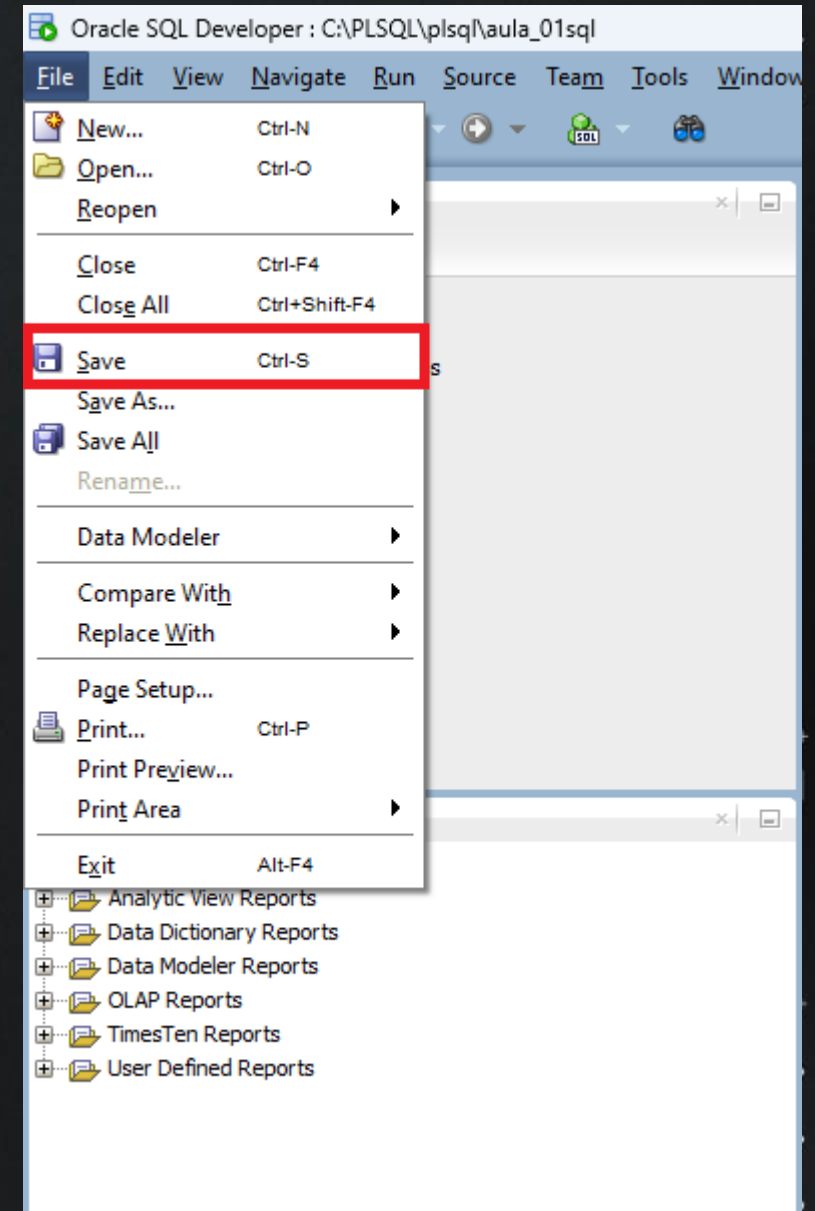 Oracle SQL Developer : C:\PLSQL\plsql\aula_01sql
File Edit View Navigate Run Source Team Tools Window
New... Ctrl-N
Open... Ctrl-O
Reopen
Close Ctrl-F4
Close All Ctrl+Shift-F4
Save Ctrl-S
s
Save As...
Save All
Rename...
Data Modeler
Compare With
Replace With
Page Setup...
Print... Ctrl-P
Print Preview...
Print Area
Exit Alt-F4
Analytic View Reports
Data Dictionary Reports
Data Modeler Reports
OLAP Reports
TimesTen Reports
User Defined Reports